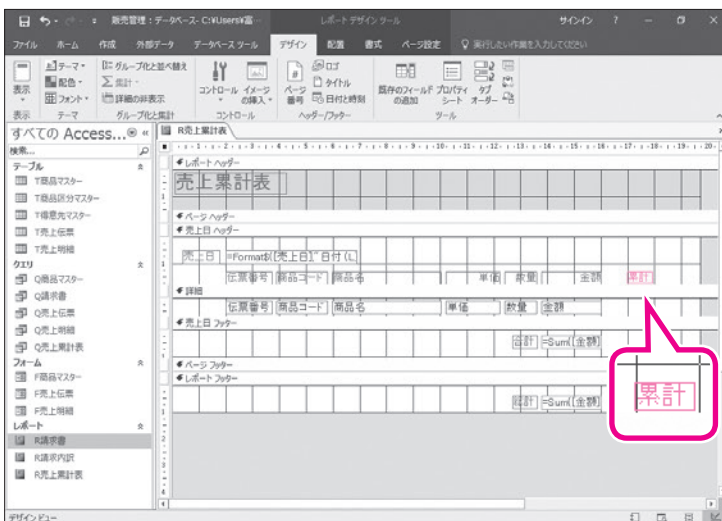 販売管理：データベース- C:¥Users¥富…
レポート デザイン ツール
サインイン
?
ファイル ホーム 作成 外部データ データベース ツール デザイン 配置 書式 ページ設定 実行したい作業を入力してください
表示
テーマ
配色
フォント
テーマ
グループ化と並べ替え
集計
詳細の非表示
グループ化と集計
コントロール
イメージの挿入
コントロール
ページ番号
ロゴ
タイトル
日付と時刻
ヘッダー/フッター
既存のフィールドの追加
プロパティ シート
タブ オーダー
ツール
すべての Access...
検索...
テーブル
T商品マスター
T商品区分マスター
T得意先マスター
T売上伝票
T売上明細
クエリ
Q商品マスター
Q請求書
Q売上伝票
Q売上明細
Q売上累計表
フォーム
F商品マスター
F売上伝票
F売上明細
レポート
R請求書
R請求内訳
R売上累計表
R売上累計表
レポート ヘッダー
売上累計表
ページ ヘッダー
売上日 ヘッダー
売上日 =Format$([売上日],"日付 (L
伝票番号 商品コード 商品名 単価 数量 金額 累計
詳細
伝票番号 商品コード 商品名 単価 数量 金額
売上日 フッター
合計 =Sum([金額]
ページ フッター
レポート フッター
総計 =Sum([金額]
累計
デザインビュー